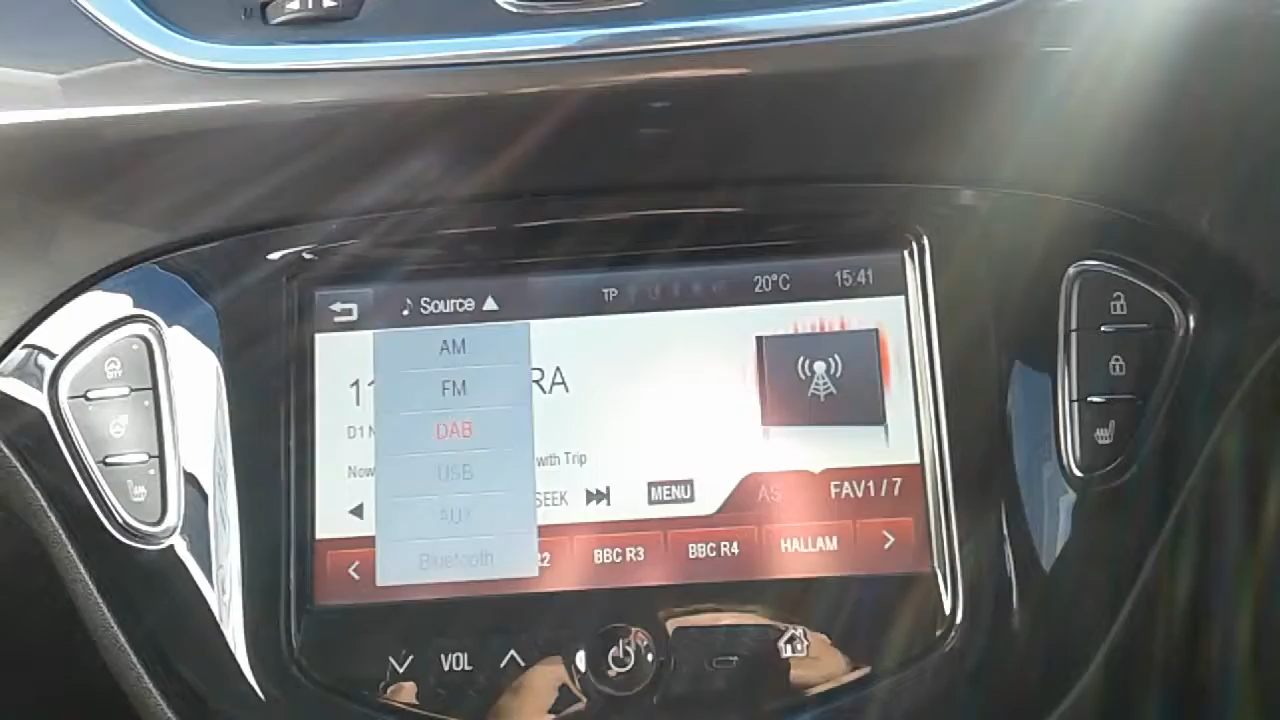 Source
TP
20°C
15:41
AM
FM
DAB
USB
AUX
Bluetooth
RA
D1
Now
with Trip
SEEK
MENU
AS
FAV1/7
BBC R3
BBC R4
HALLAM
VOL